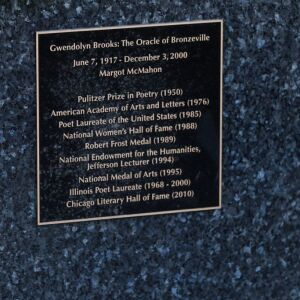 Gwendolyn Brooks: The Oracle of Bronzeville
June 7, 1917 - December 3, 2000
Margot McMahon
Pulitzer Prize in Poetry (1950)
American Academy of Arts and Letters (1976)
Poet Laureate of the United States (1985)
National Women's Hall of Fame (1988)
Robert Frost Medal (1989)
National Endowment for the Humanities,
Jefferson Lecturer (1994)
National Medal of Arts (1995)
Illinois Poet Laureate (1968 - 2000)
Chicago Literary Hall of Fame (2010)